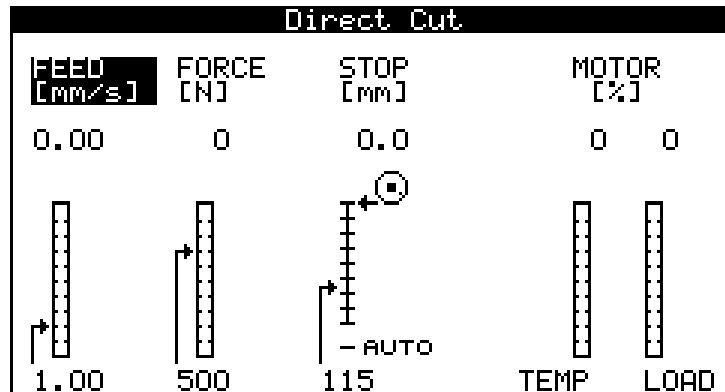 Direct Cut
FEED FORCE STOP MOTOR
[mm/s] [N] [mm] [%]
0.00 0 0.0 0 0
AUTO
1.00 500 115 TEMP LOAD